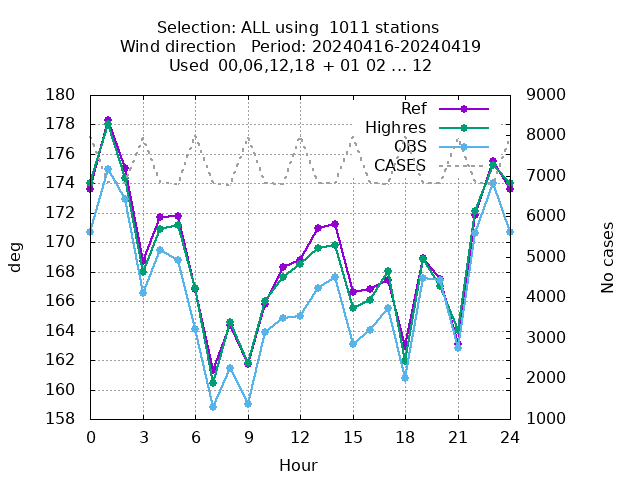 Selection: ALL using  1011 stations
Wind direction   Period: 20240416-20240419
Used  00,06,12,18  + 01 02 ... 12
180
178
176
174
172
170
168
166
164
162
160
158
deg
9000
8000
7000
6000
5000
4000
3000
2000
1000
No cases
Ref
Highres
OBS
CASES
0 3 6 9 12 15 18 21 24
Hour